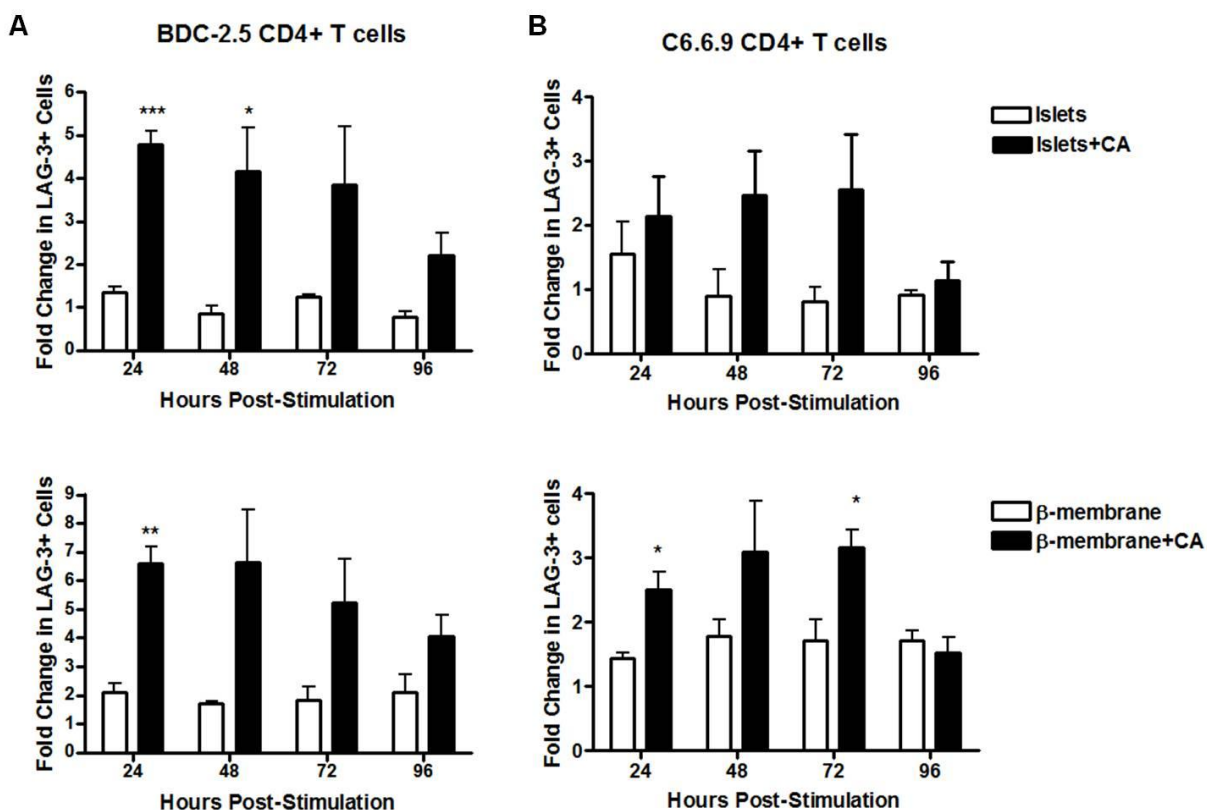 A
BDC-2.5 CD4+ T cells
Fold Change in LAG-3+ Cells
6
5
4
3
2
1
0
***
*
24 48 72 96
Hours Post-Stimulation
B
C6.6.9 CD4+ T cells
Fold Change in LAG-3+ Cells
4
3
2
1
0
24 48 72 96
Hours Post-Stimulation
Islets
Islets+CA
Fold Change in LAG-3+ cells
9
8
7
6
5
4
3
2
1
0
**
24 48 72 96
Hours Post-Stimulation
Fold Change in LAG-3+ Cells
4
3
2
1
0
*
*
24 48 72 96
Hours Post-Stimulation
β-membrane
β-membrane+CA